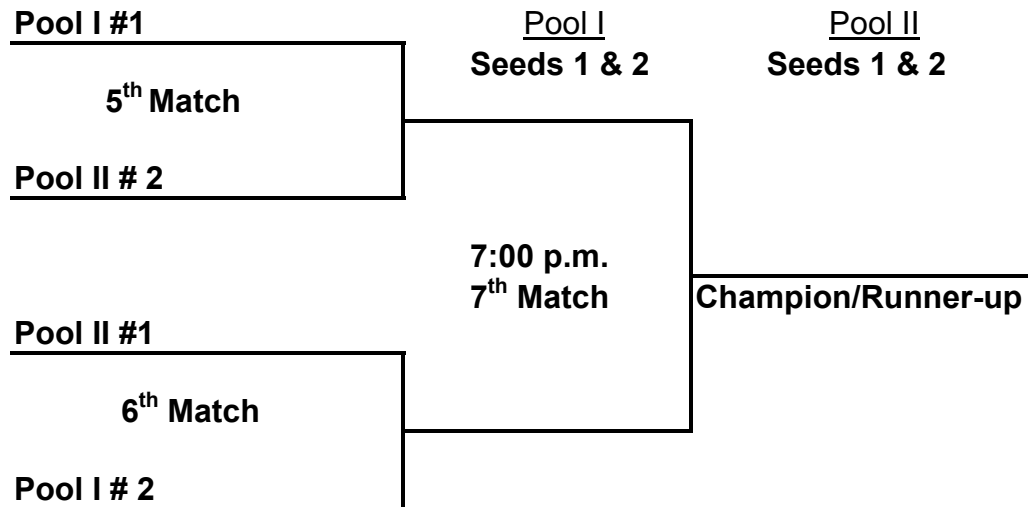 Pool I #1
Pool I
Pool II
Seeds 1 & 2
Seeds 1 & 2
5th Match
Pool II # 2
7:00 p.m.
7th Match
Champion/Runner-up
Pool II #1
6th Match
Pool I # 2